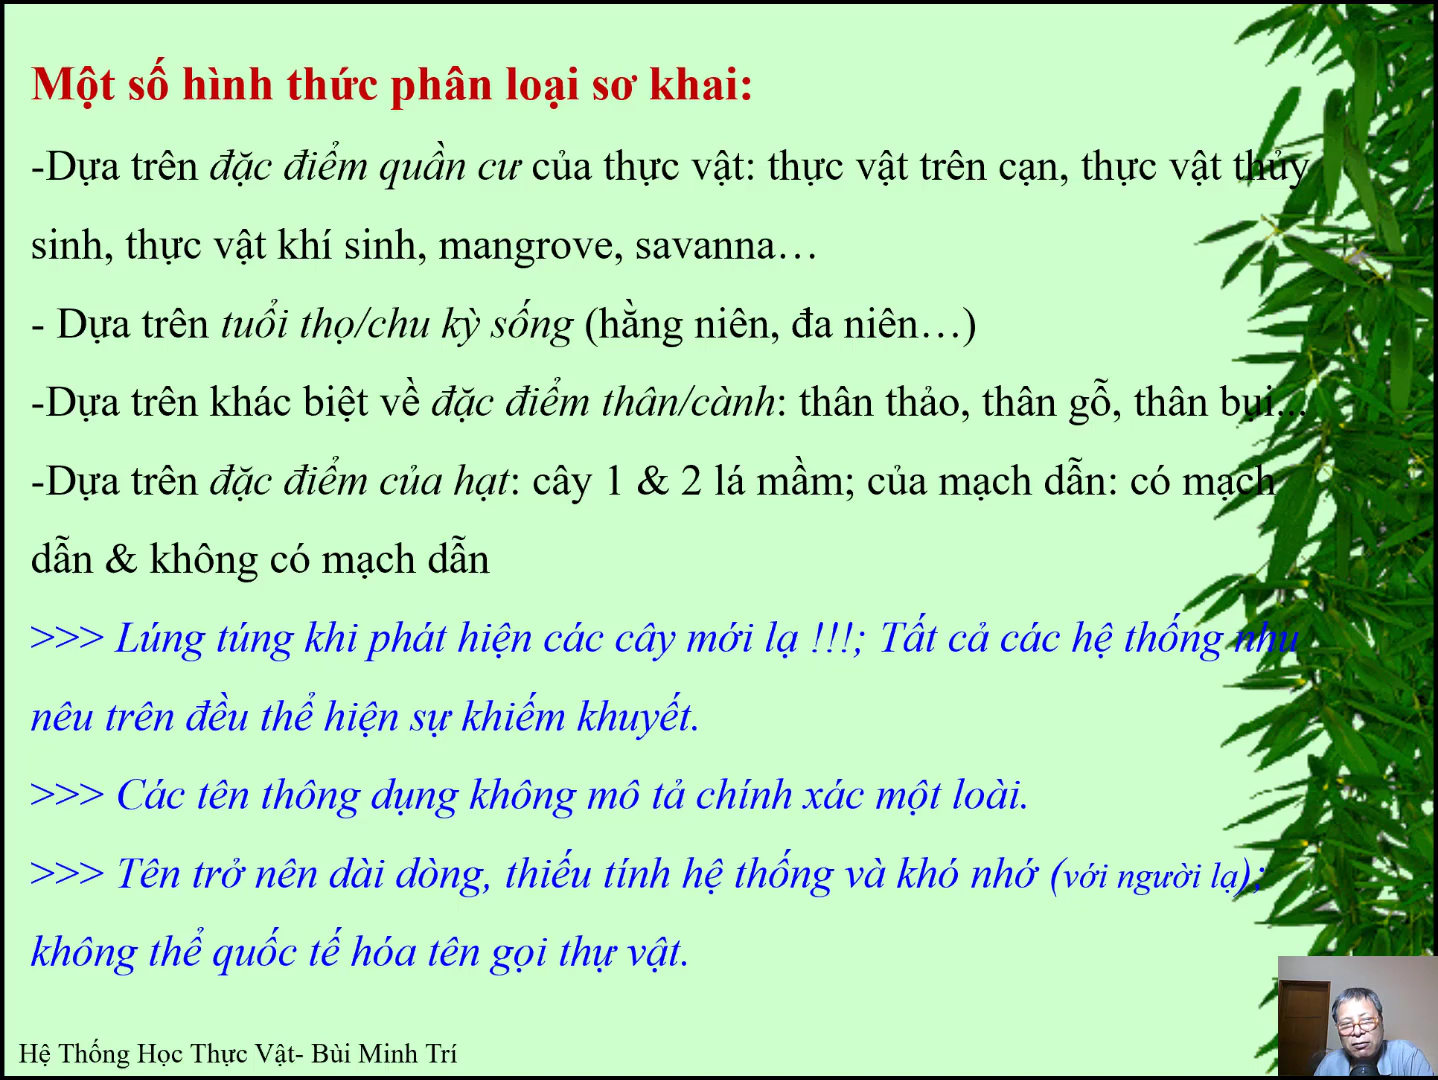 Một số hình thức phân loại sơ khai:
-Dựa trên đặc điểm quần cư của thực vật: thực vật trên cạn, thực vật thủy
sinh, thực vật khí sinh, mangrove, savanna…
- Dựa trên tuổi thọ/chu kỳ sống (hằng niên, đa niên…)
-Dựa trên khác biệt về đặc điểm thân/cành: thân thảo, thân gỗ, thân bụi...
-Dựa trên đặc điểm của hạt: cây 1 & 2 lá mầm; của mạch dẫn: có mạch
dẫn & không có mạch dẫn
>>> Lúng túng khi phát hiện các cây mới lạ !!!; Tất cả các hệ thống nhu
nêu trên đều thể hiện sự khiếm khuyết.
>>> Các tên thông dụng không mô tả chính xác một loài.
>>> Tên trở nên dài dòng, thiếu tính hệ thống và khó nhớ (với người lạ);
không thể quốc tế hóa tên gọi thự vật.
Hệ Thống Học Thực Vật- Bùi Minh Trí